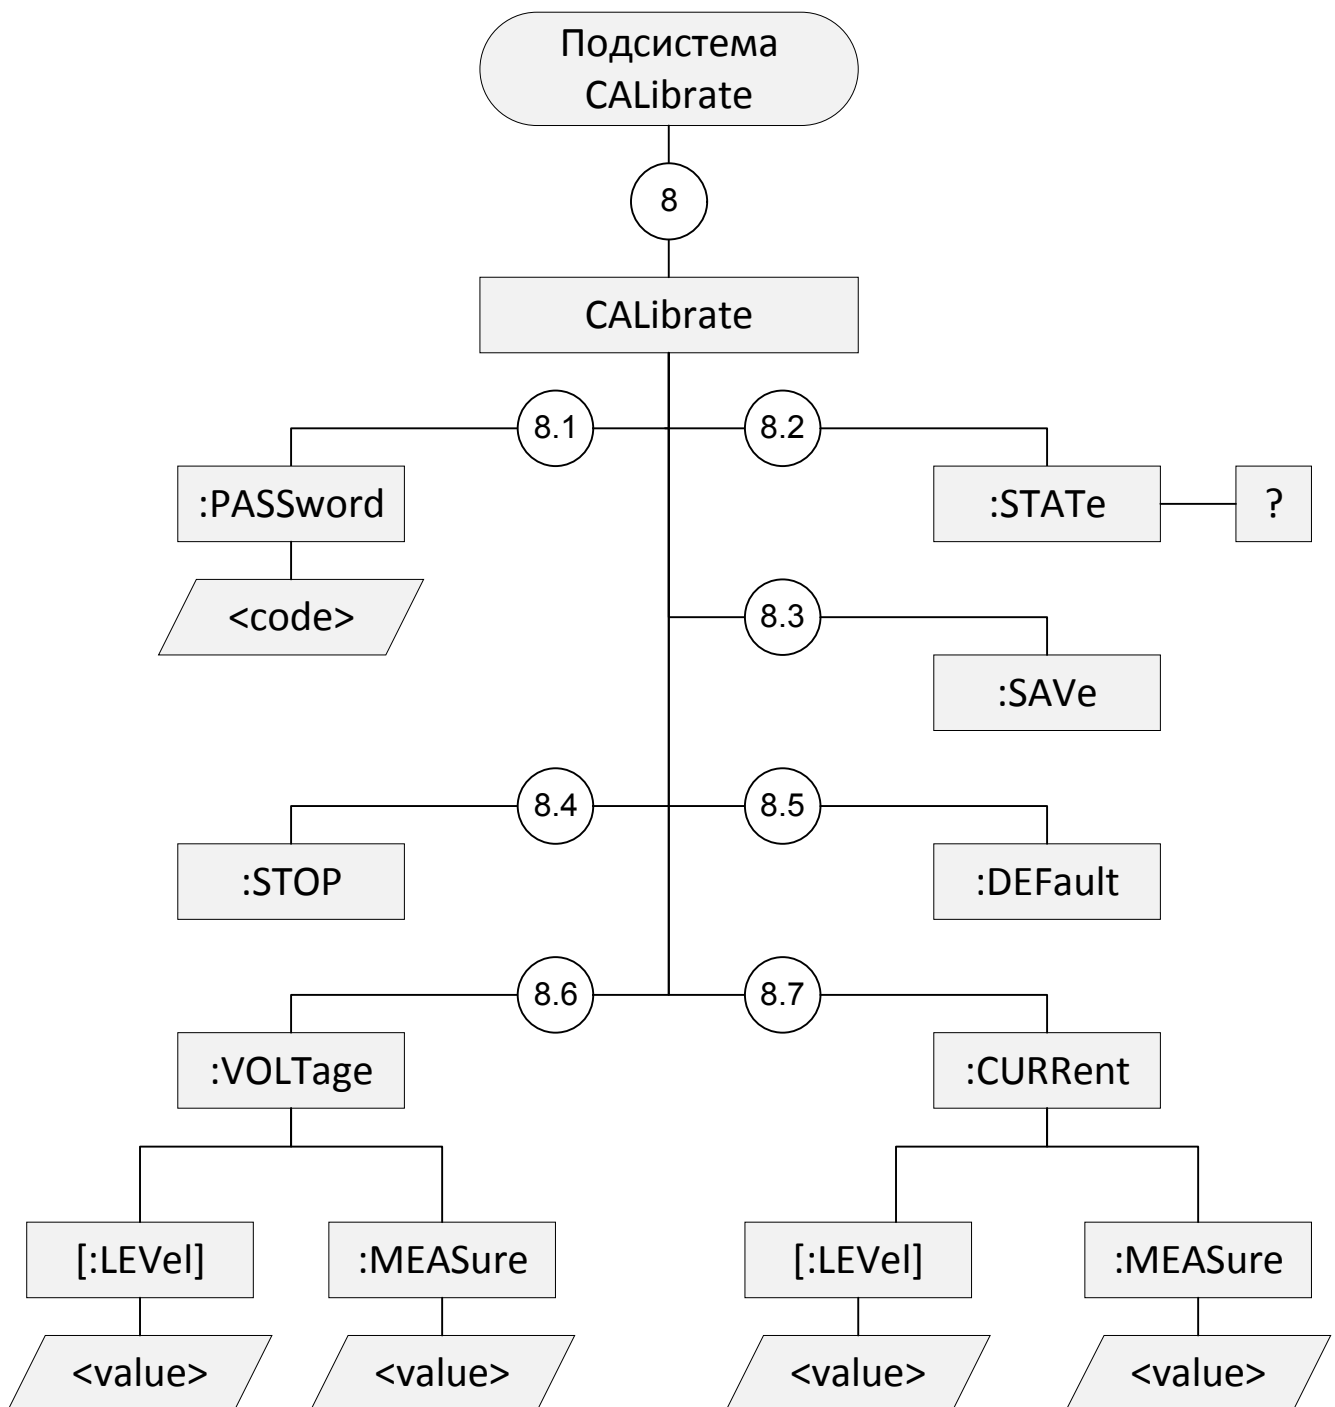 Подсистема
CALibrate
8
CALibrate
8.1
8.2
:PASSword
:STATe
?
<code>
8.3
:SAVe
8.4
8.5
:STOP
:DEFault
8.6
8.7
:VOLTage
:CURRent
[:LEVel]
:MEASure
[:LEVel]
:MEASure
<value>
<value>
<value>
<value>